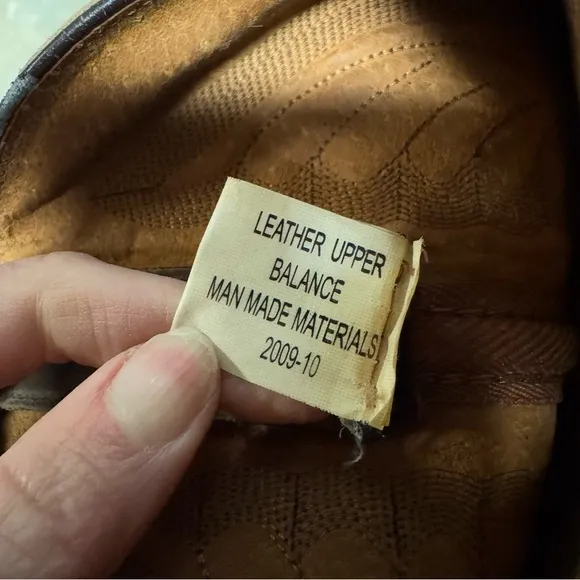 LEATHER UPPER
BALANCE
MAN MADE MATERIALS
2009-10